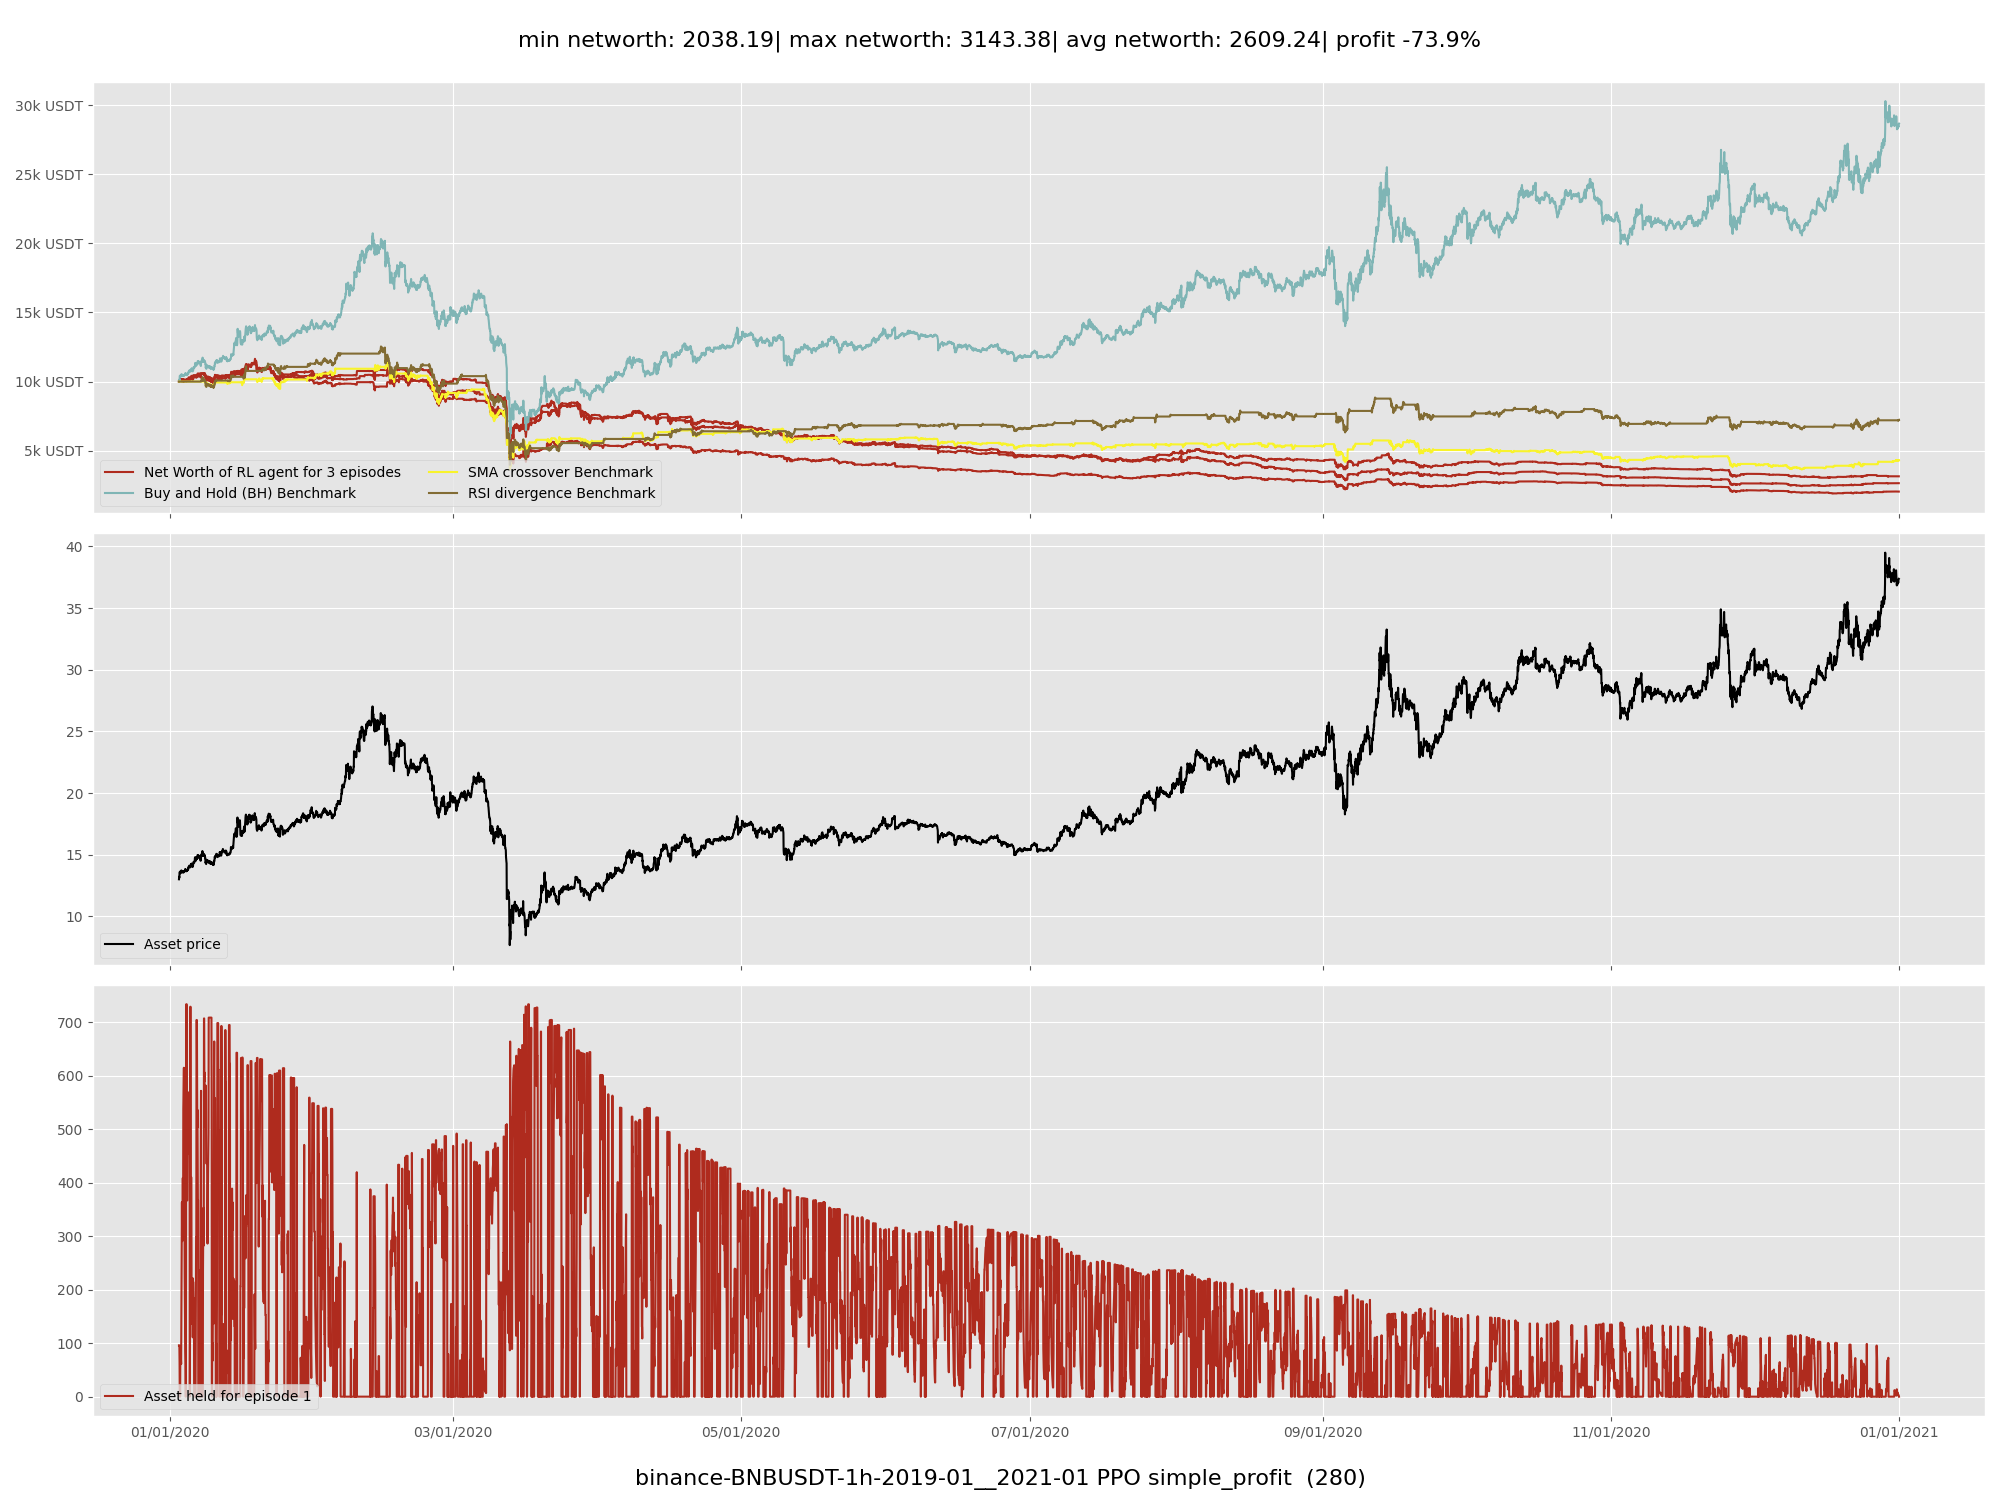 min networth: 2038.19| max networth: 3143.38| avg networth: 2609.24| profit -73.9%
30k USDT
25k USDT
20k USDT
15k USDT
10k USDT
5k USDT
Net Worth of RL agent for 3 episodes
Buy and Hold (BH) Benchmark
SMA crossover Benchmark
RSI divergence Benchmark
40
35
30
25
20
15
10
Asset price
700
600
500
400
300
200
100
0
Asset held for episode 1
01/01/2020 03/01/2020 05/01/2020 07/01/2020 09/01/2020 11/01/2020 01/01/2021
binance-BNBUSDT-1h-2019-01__2021-01 PPO simple_profit (280)